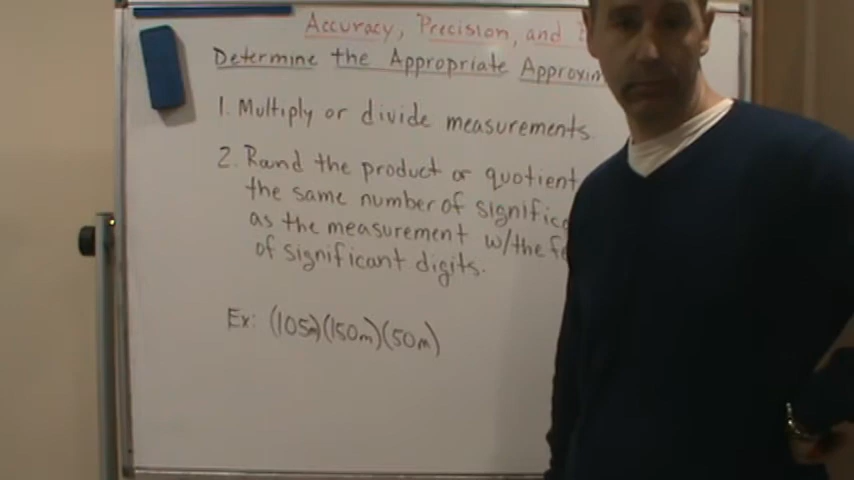 Accuracy, Precision, and
Determine the Appropriate Approxim
1. Multiply or divide measurements.
2. Round the product or quotient
the same number of signific
as the measurement w/the fe
of significant digits.
Ex: (105m)(150m)(50m)